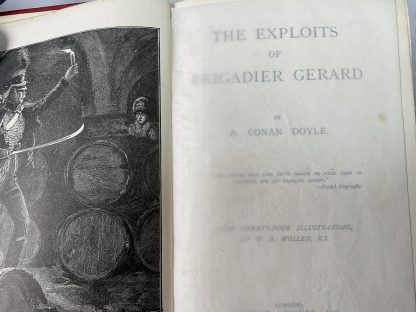 THE EXPLOITS
OF
BRIGADIER GERARD
BY
A. CONAN DOYLE.
—French Biography.
WITH TWENTY-FOUR ILLUSTRATIONS,
BY W. B. WOLLEN, R.I.
LONDON: